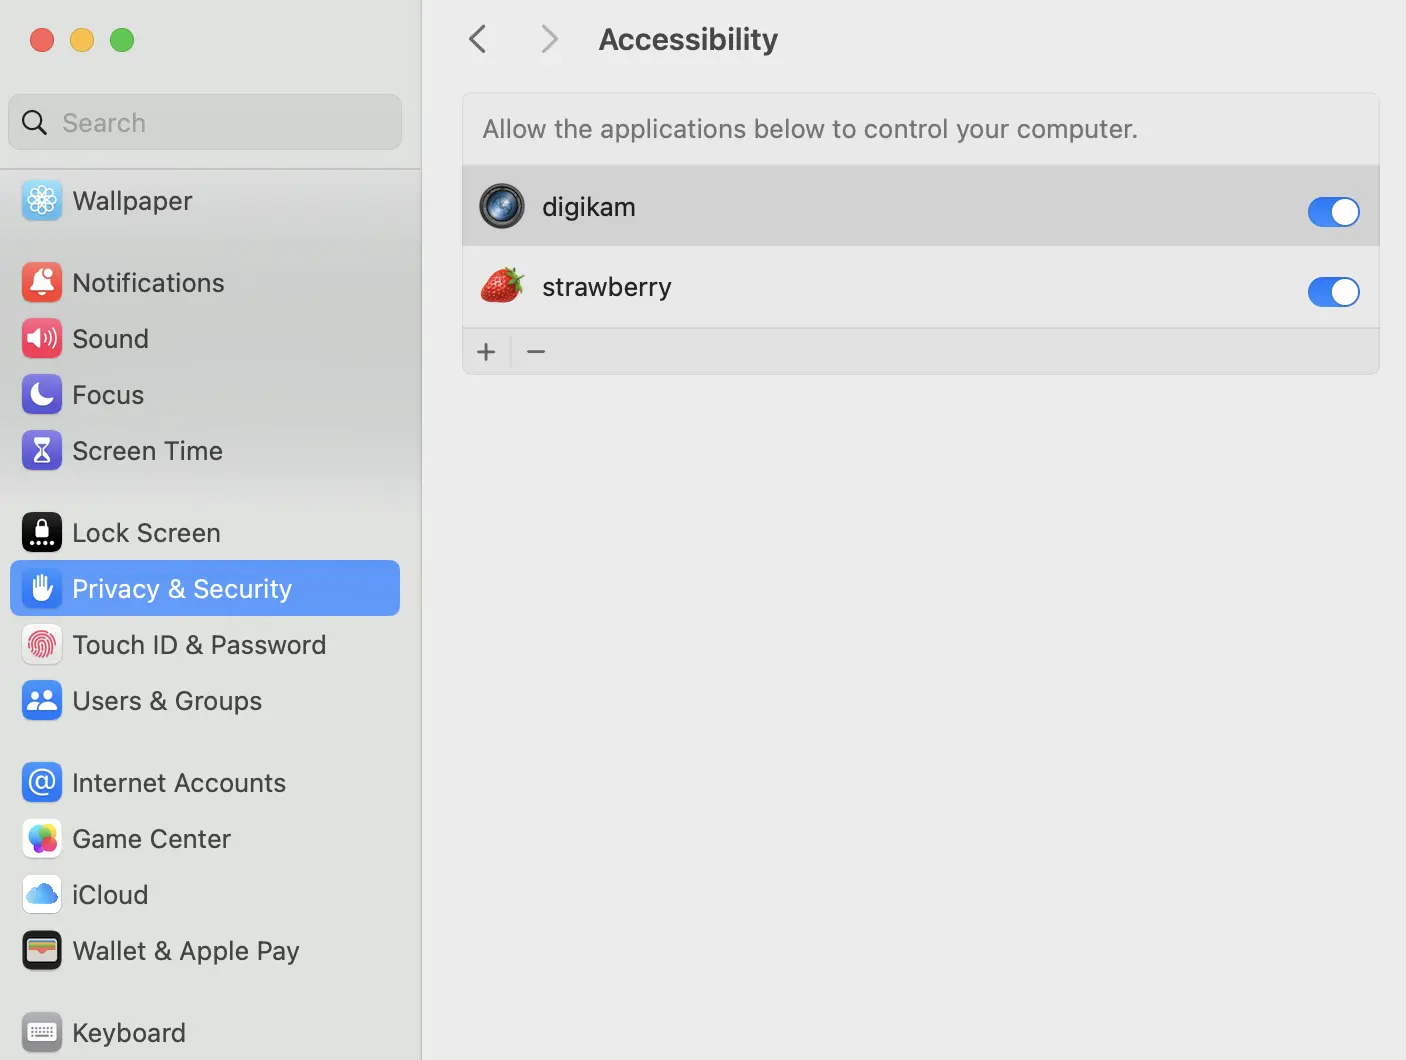 Search
Wallpaper
Notifications
Sound
Focus
Screen Time
Lock Screen
Privacy & Security
Touch ID & Password
Users & Groups
Internet Accounts
Game Center
iCloud
Wallet & Apple Pay
Keyboard
Accessibility
Allow the applications below to control your computer.
digikam
strawberry